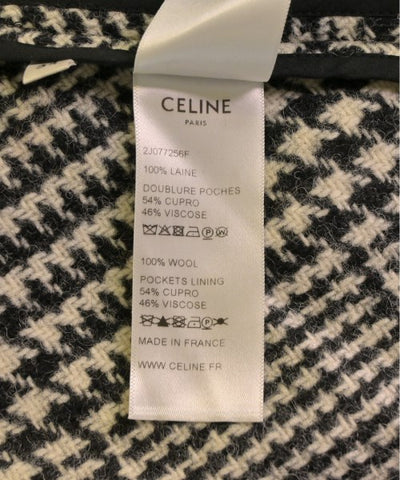 CELINE
PARIS
2J077256F
100% LAINE
DOUBLURE POCHES
54% CUPRO
46% VISCOSE
100% WOOL
POCKETS LINING
54% CUPRO
46% VISCOSE
MADE IN FRANCE
WWW.CELINE.FR